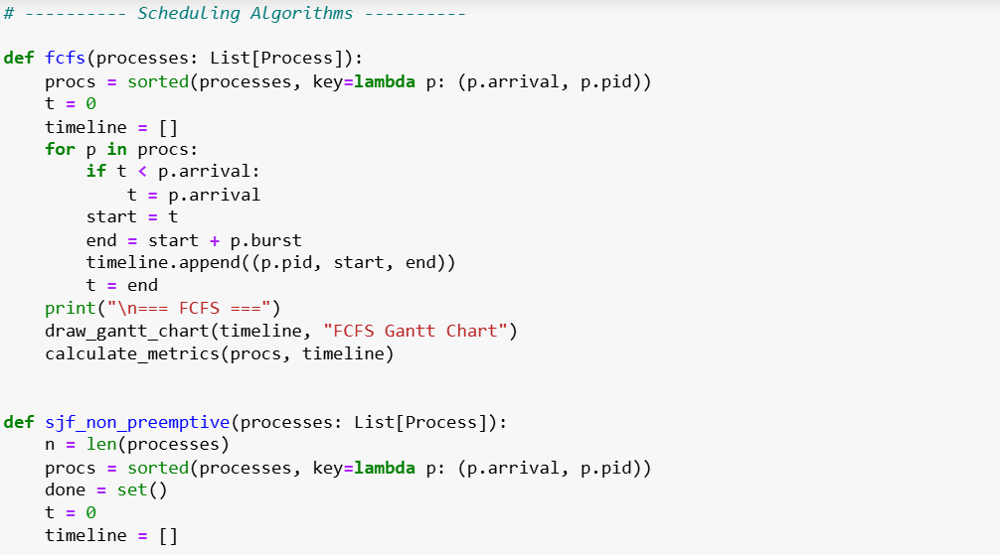 # ---------- Scheduling Algorithms ----------
def fcfs(processes: List[Process]):
    procs = sorted(processes, key=lambda p: (p.arrival, p.pid))
    t = 0
    timeline = []
    for p in procs:
        if t < p.arrival:
            t = p.arrival
        start = t
        end = start + p.burst
        timeline.append((p.pid, start, end))
        t = end
    print("\n=== FCFS ===")
    draw_gantt_chart(timeline, "FCFS Gantt Chart")
    calculate_metrics(procs, timeline)
def sjf_non_preemptive(processes: List[Process]):
    n = len(processes)
    procs = sorted(processes, key=lambda p: (p.arrival, p.pid))
    done = set()
    t = 0
    timeline = []